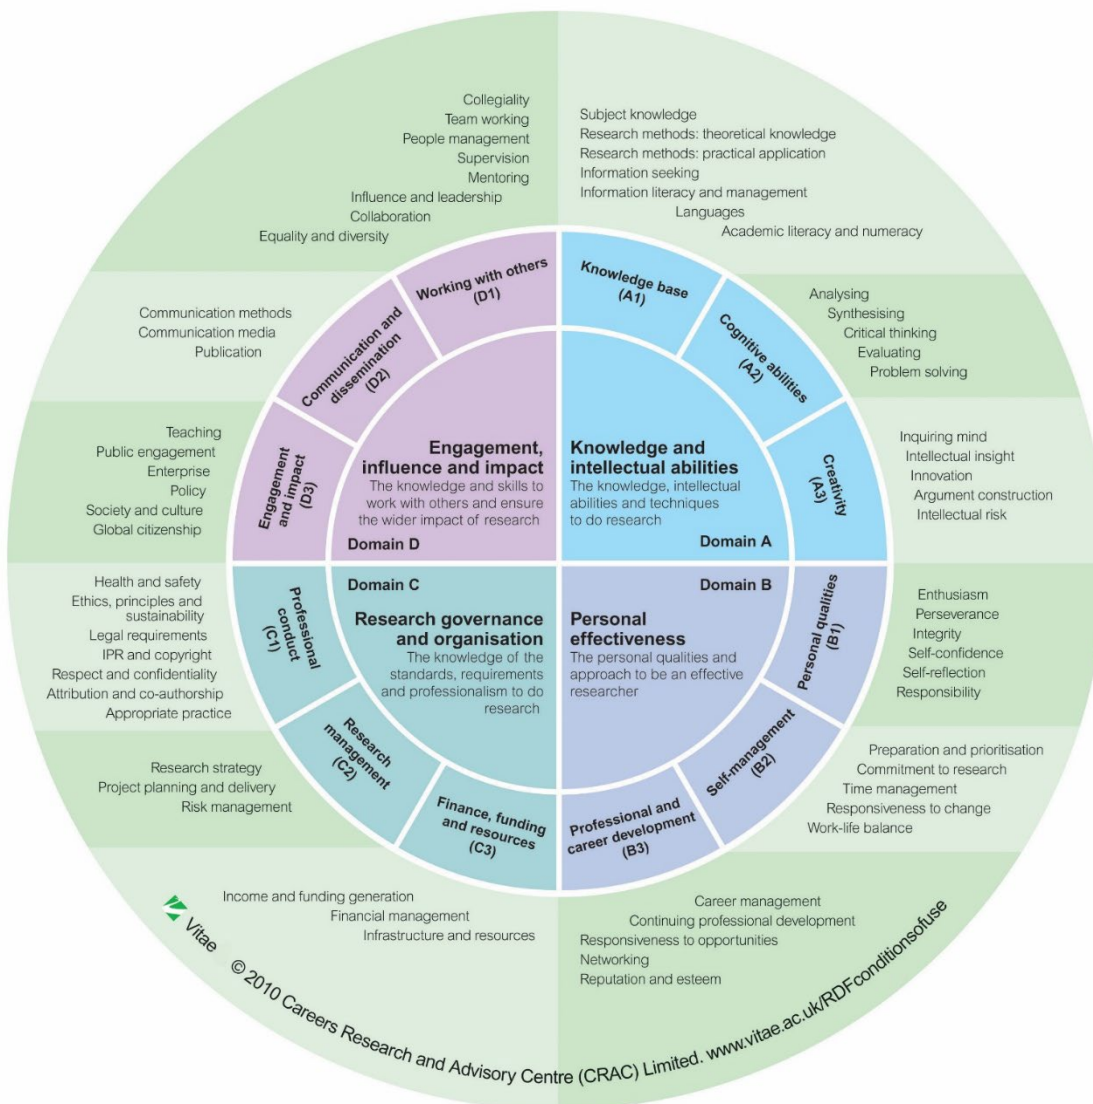 Collegiality
Team working
People management
Supervision
Mentoring
Influence and leadership
Collaboration
Equality and diversity
Subject knowledge
Research methods: theoretical knowledge
Research methods: practical application
Information seeking
Information literacy and management
Languages
Academic literacy and numeracy
Working with others
(D1)
Knowledge base
(A1)
Communication methods
Communication media
Publication
Communication and
dissemination
(D2)
Cognitive abilities
(A2)
Analysing
Synthesising
Critical thinking
Evaluating
Problem solving
Teaching
Public engagement
Enterprise
Policy
Society and culture
Global citizenship
Engagement
and impact
(D3)
Engagement,
influence and impact
The knowledge and skills to
work with others and ensure
the wider impact of research
Domain D
Knowledge and
intellectual abilities
The knowledge, intellectual
abilities and techniques
to do research
Domain A
Creativity
(A3)
Inquiring mind
Intellectual insight
Innovation
Argument construction
Intellectual risk
Health and safety
Ethics, principles and
sustainability
Legal requirements
IPR and copyright
Respect and confidentiality
Attribution and co-authorship
Appropriate practice
Professional
conduct
(C1)
Domain C
Research governance
and organisation
The knowledge of the
standards, requirements
and professionalism to do
research
Domain B
Personal
effectiveness
The personal qualities and
approach to be an effective
researcher
Personal qualities
(B1)
Enthusiasm
Perseverance
Integrity
Self-confidence
Self-reflection
Responsibility
Research strategy
Project planning and delivery
Risk management
Research
management
(C2)
Self-management
(B2)
Preparation and prioritisation
Commitment to research
Time management
Responsiveness to change
Work-life balance
Finance, funding
and resources
(C3)
Professional and
career development
(B3)
Income and funding generation
Financial management
Infrastructure and resources
Career management
Continuing professional development
Responsiveness to opportunities
Networking
Reputation and esteem
Vitae © 2010 Careers Research and Advisory Centre (CRAC) Limited. www.vitae.ac.uk/RDFconditionsofuse